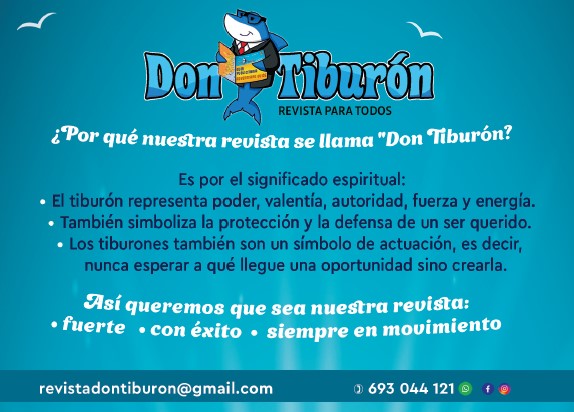 Don Tiburón
REVISTA PARA TODOS
¿Por qué nuestra revista se llama "Don Tiburón?
Es por el significado espiritual:
• El tiburón representa poder, valentía, autoridad, fuerza y energía.
• También simboliza la protección y la defensa de un ser querido.
• Los tiburones también son un símbolo de actuación, es decir,
nunca esperar a qué llegue una oportunidad sino crearla.
Así queremos que sea nuestra revista:
• fuerte • con éxito • siempre en movimiento
revistadontiburon@gmail.com 693 044 121